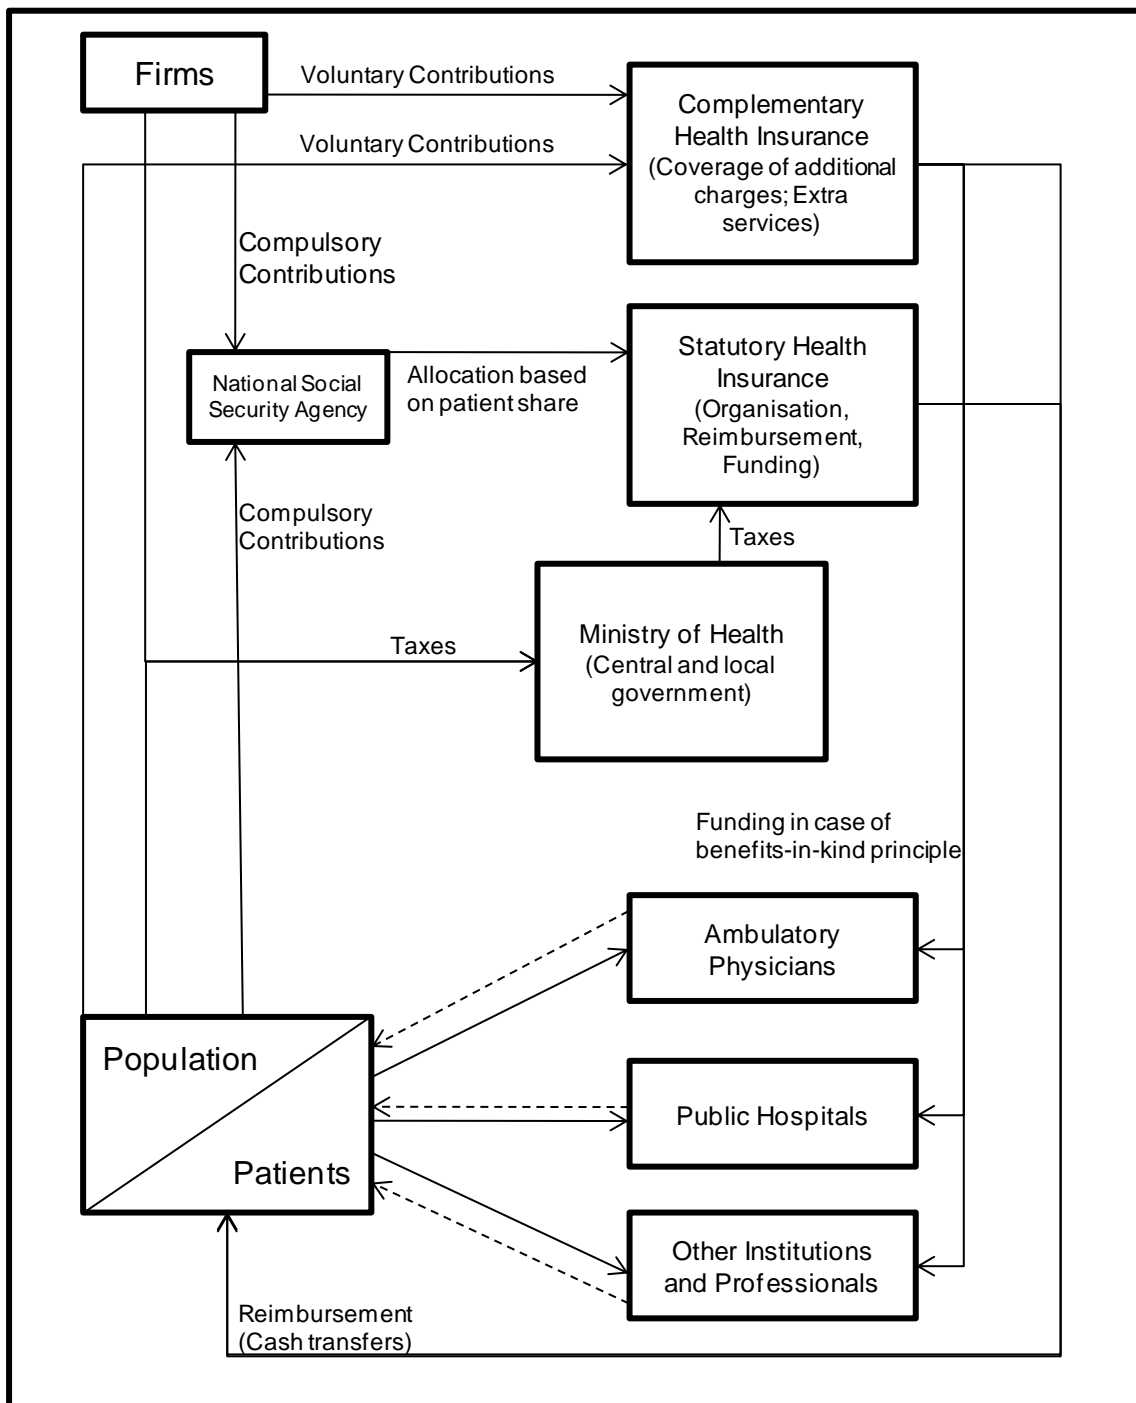 Firms
Voluntary Contributions
Voluntary Contributions
Complementary
Health Insurance
(Coverage of additional
charges; Extra
services)
Compulsory
Contributions
National Social
Security Agency
Allocation based
on patient share
Statutory Health
Insurance
(Organisation,
Reimbursement,
Funding)
Compulsory
Contributions
Taxes
Taxes
Ministry of Health
(Central and local
government)
Funding in case of
benefits-in-kind principle
Ambulatory
Physicians
Population
Patients
Public Hospitals
Other Institutions
and Professionals
Reimbursement
(Cash transfers)